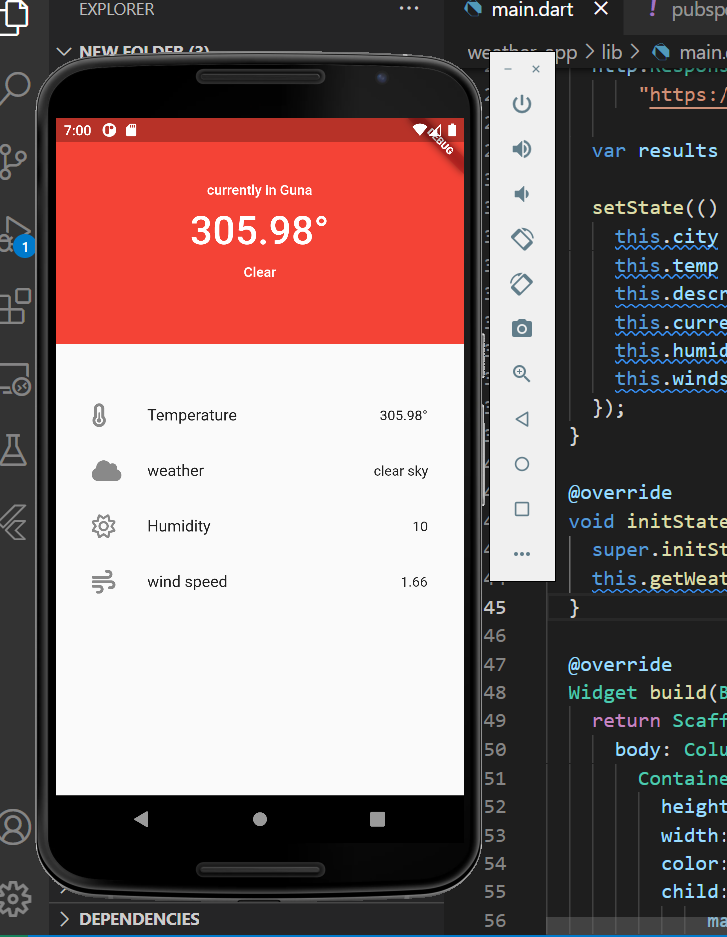 EXPLORER
main.dart
NEW FOLDER (3)
weather_app > lib > main.
"https:/
var results
setState(()
this.city
this.temp
this.descr
this.curre
this.humid
this.winds
});
}
@override
void initState
super.initSt
this.getWeat
45 }
46
47 @override
48 Widget build(B
49 return Scaff
50 body: Colu
51 Containe
52 height
53 width:
54 color:
55 child:
56 ma
7:00
DEBUG
currently in Guna
305.98°
Clear
Temperature 305.98°
weather clear sky
Humidity 10
wind speed 1.66
1
DEPENDENCIES